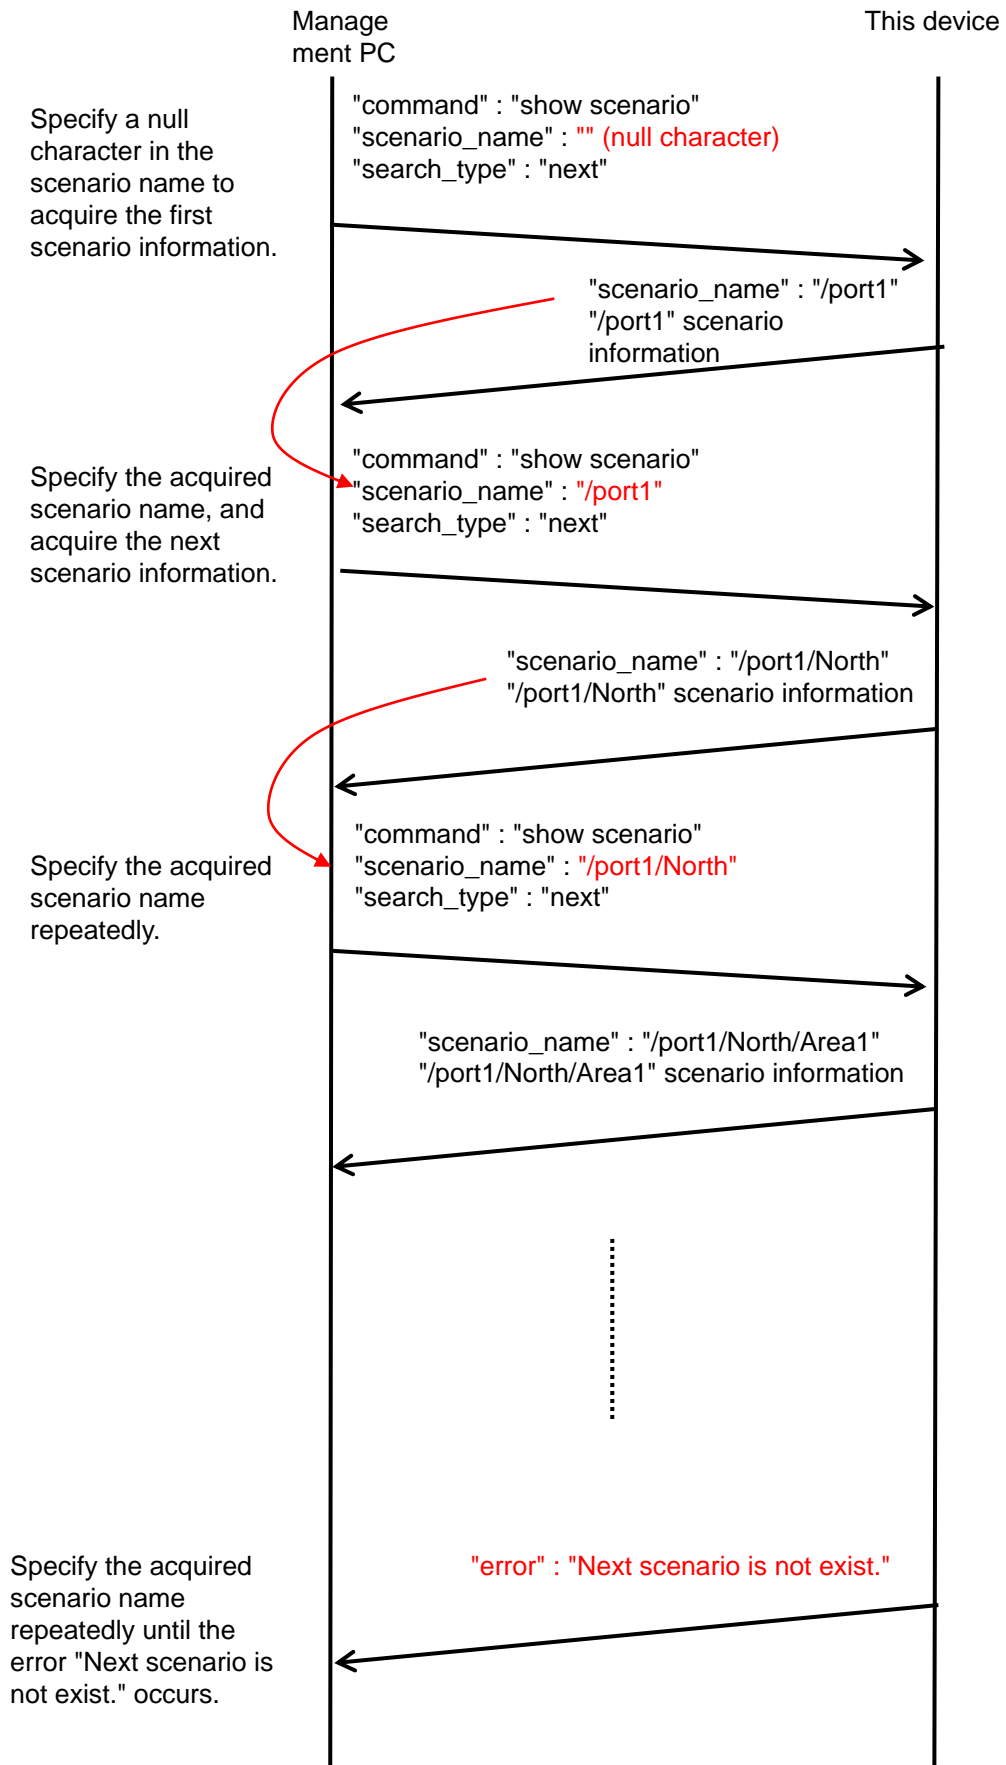 Manage
ment PC
This device
Specify a null
character in the
scenario name to
acquire the first
scenario information.
"command" : "show scenario"
"scenario_name" : "" (null character)
"search_type" : "next"
"scenario_name" : "/port1"
"/port1" scenario
information
Specify the acquired
scenario name, and
acquire the next
scenario information.
"command" : "show scenario"
"scenario_name" : "/port1"
"search_type" : "next"
"scenario_name" : "/port1/North"
"/port1/North" scenario information
Specify the acquired
scenario name
repeatedly.
"command" : "show scenario"
"scenario_name" : "/port1/North"
"search_type" : "next"
"scenario_name" : "/port1/North/Area1"
"/port1/North/Area1" scenario information
Specify the acquired
scenario name
repeatedly until the
error "Next scenario is
not exist." occurs.
"error" : "Next scenario is not exist."